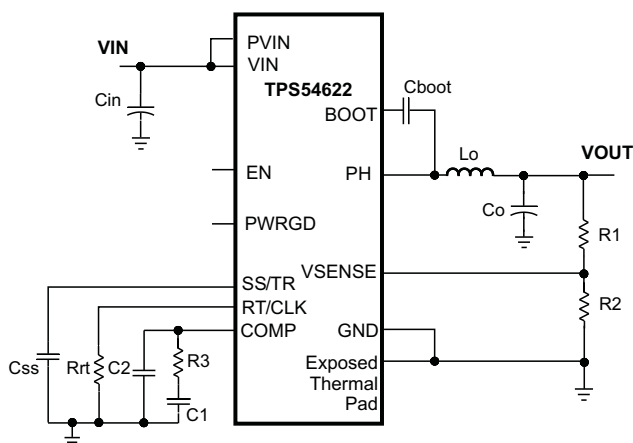 VIN
PVIN
VIN
TPS54622
Cin
BOOT
Cboot
EN
PH
Lo
VOUT
Co
R1
PWRGD
VSENSE
R2
SS/TR
RT/CLK
COMP
GND
Css
Rrt
C2
R3
C1
Exposed
Thermal
Pad